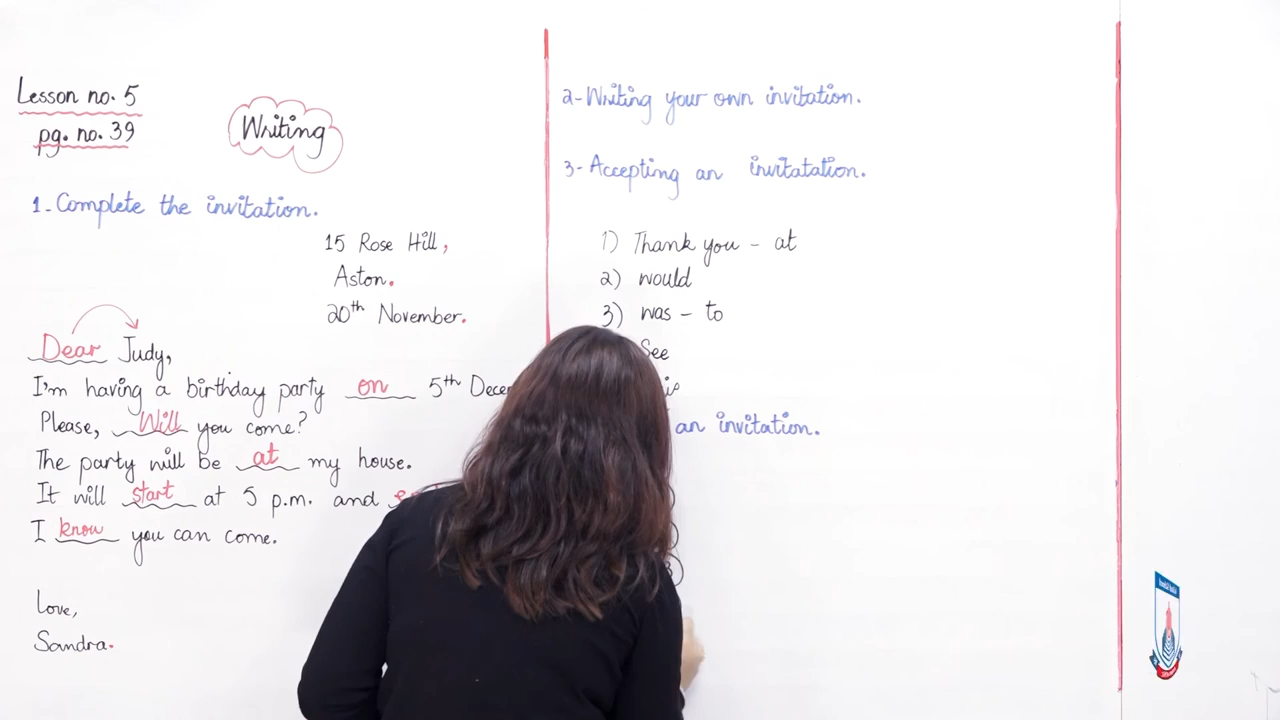 Lesson no. 5
pg. no. 39
Writing
1- Complete the invitation.
15 Rose Hill,
Aston.
20th November.
Dear Judy,
I'm having a birthday party on 5th
Please, Will you come?
The party will be at my house.
It will start at 5 p.m. and
I know you can come.
Love,
Sandra.
2- Writing your own invitation.
3- Accepting an invitatation.
1) Thank you - at
2) would
3) was - to
See
an invitation.